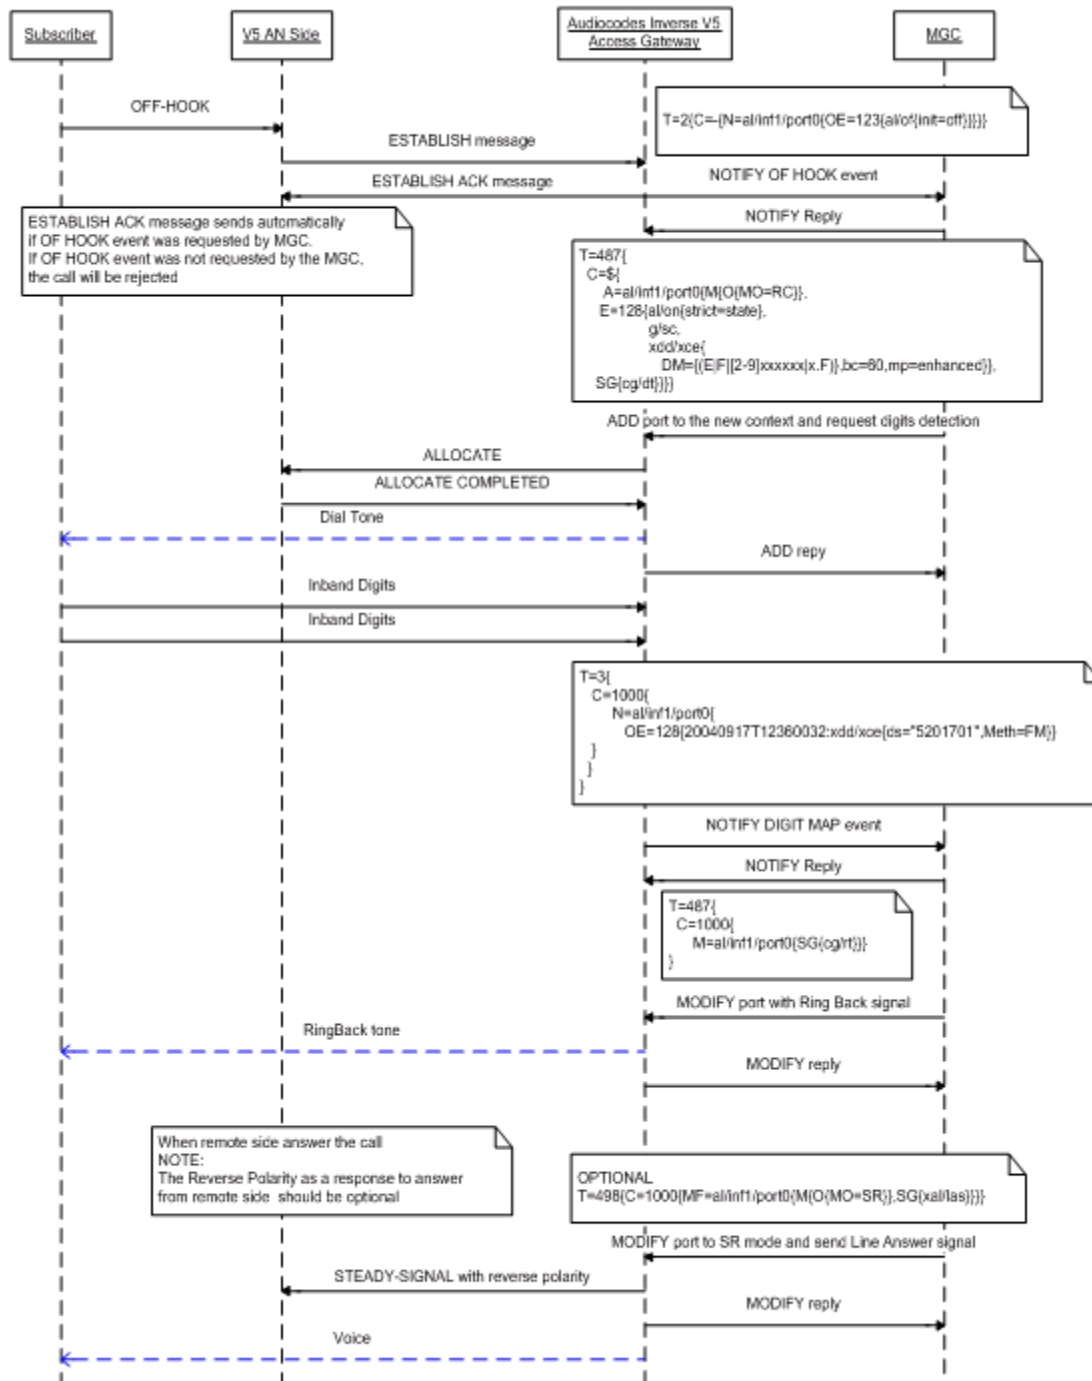 Subscriber
V5 AN Side
Audiocodes Inverse V5
Access Gateway
MGC
OFF-HOOK
T=2{C=-{N=al/inf1/port0{OE=123{al/of{init=off}}}}}
ESTABLISH message
NOTIFY OF HOOK event
ESTABLISH ACK message
NOTIFY Reply
ESTABLISH ACK message sends automatically
if OF HOOK event was requested by MGC.
If OF HOOK event was not requested by the MGC,
the call will be rejected
T=487{
C=${
A=al/inf1/port0{M{O{MO=RC}},
E=128{al/on{strict=state},
g/sc,
xdd/xce{
DM={(E|F|[2-9]xxxxxx|x.F)},bc=60,mp=enhanced}},
SG{cg/dt}}}}
ADD port to the new context and request digits detection
ALLOCATE
ALLOCATE COMPLETED
Dial Tone
ADD repy
Inband Digits
Inband Digits
T=3{
C=1000{
N=al/inf1/port0{
OE=128{20040917T12360032:xdd/xce{ds="5201701",Meth=FM}}
}
}
}
NOTIFY DIGIT MAP event
NOTIFY Reply
T=487{
C=1000{
M=al/inf1/port0{SG{cg/rt}}}
}
MODIFY port with Ring Back signal
RingBack tone
MODIFY reply
When remote side answer the call
NOTE:
The Reverse Polarity as a response to answer
from remote side should be optional
OPTIONAL
T=498{C=1000{MF=al/inf1/port0{M{O{MO=SR}},SG{xal/las}}}}
MODIFY port to SR mode and send Line Answer signal
STEADY-SIGNAL with reverse polarity
MODIFY reply
Voice